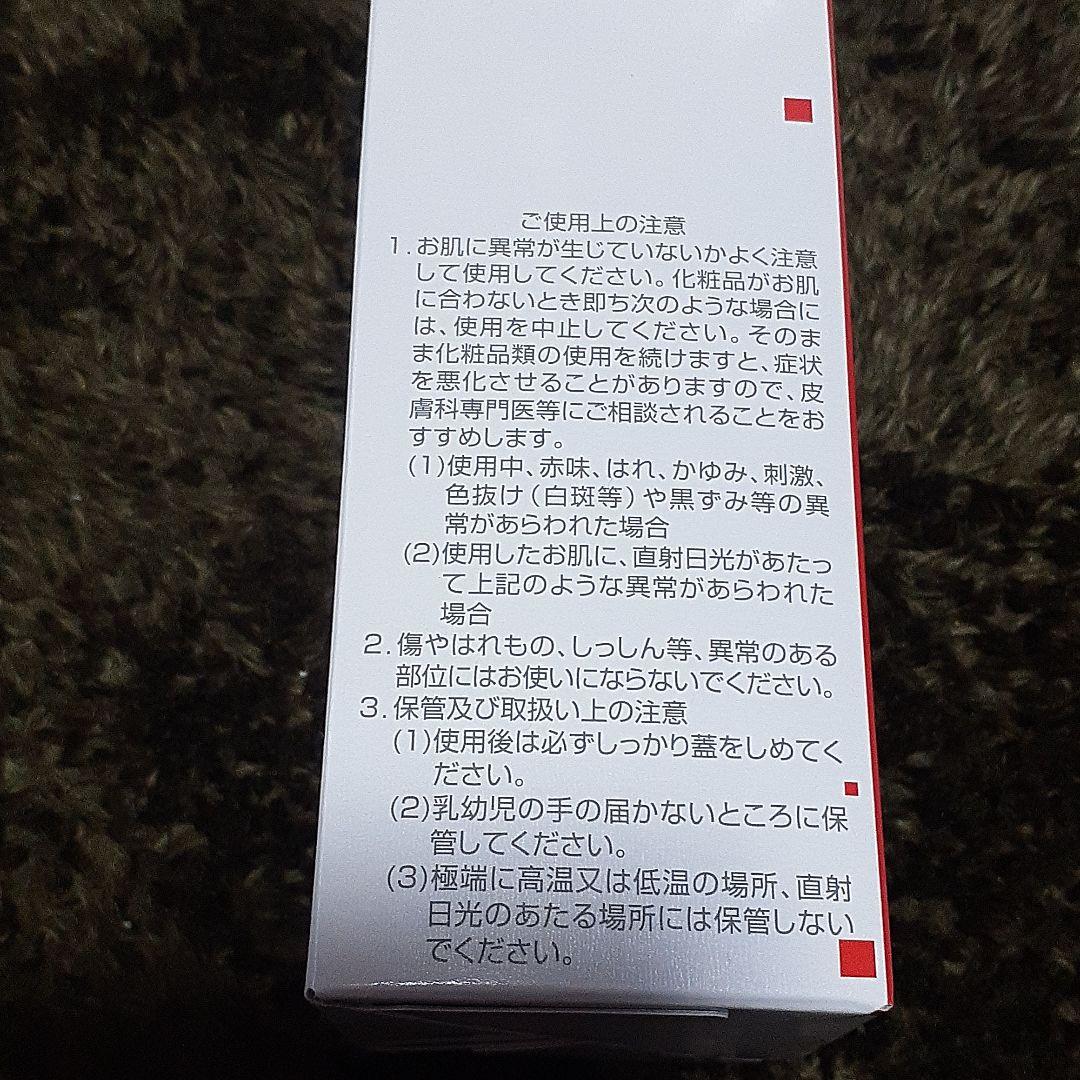 ご使用上の注意
1.お肌に異常が生じていないかよく注意
して使用してください。化粧品がお肌
に合わないとき即ち次のような場合に
は、使用を中止してください。そのま
ま化粧品類の使用を続けますと、症状
を悪化させることがありますので、皮
膚科専門医等にご相談されることをお
すすめします。
(1)使用中、赤味、はれ、かゆみ、刺激、
色抜け(白斑等)や黒ずみ等の異
常があらわれた場合
(2)使用したお肌に、直射日光があたっ
て上記のような異常があらわれた
場合
2.傷やはれもの、しっしん等、異常のある
部位にはお使いにならないでください。
3.保管及び取扱い上の注意
(1)使用後は必ずしっかり蓋をしめてく
ださい。
(2)乳幼児の手の届かないところに保
管してください。
(3)極端に高温又は低温の場所、直射
日光のあたる場所には保管しない
でください。